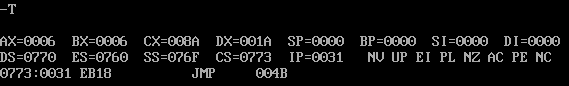 -T
AX=0006  BX=0006  CX=008A  DX=001A  SP=0000  BP=0000  SI=0000  DI=0000
DS=0770  ES=0760  SS=076F  CS=0773  IP=0031   NV UP EI PL NZ AC PE NC
0773:0031 EB18          JMP     004B